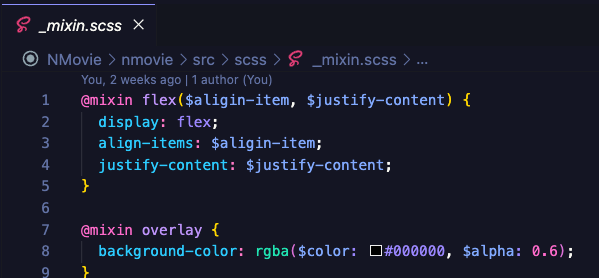 _mixin.scss ×
NMovie > nmovie > src > scss > _mixin.scss > ...
You, 2 weeks ago | 1 author (You)
1 @mixin flex($aligin-item, $justify-content) {
2 display: flex;
3 align-items: $aligin-item;
4 justify-content: $justify-content;
5 }
6
7 @mixin overlay {
8 background-color: rgba($color: #000000, $alpha: 0.6);
9 }